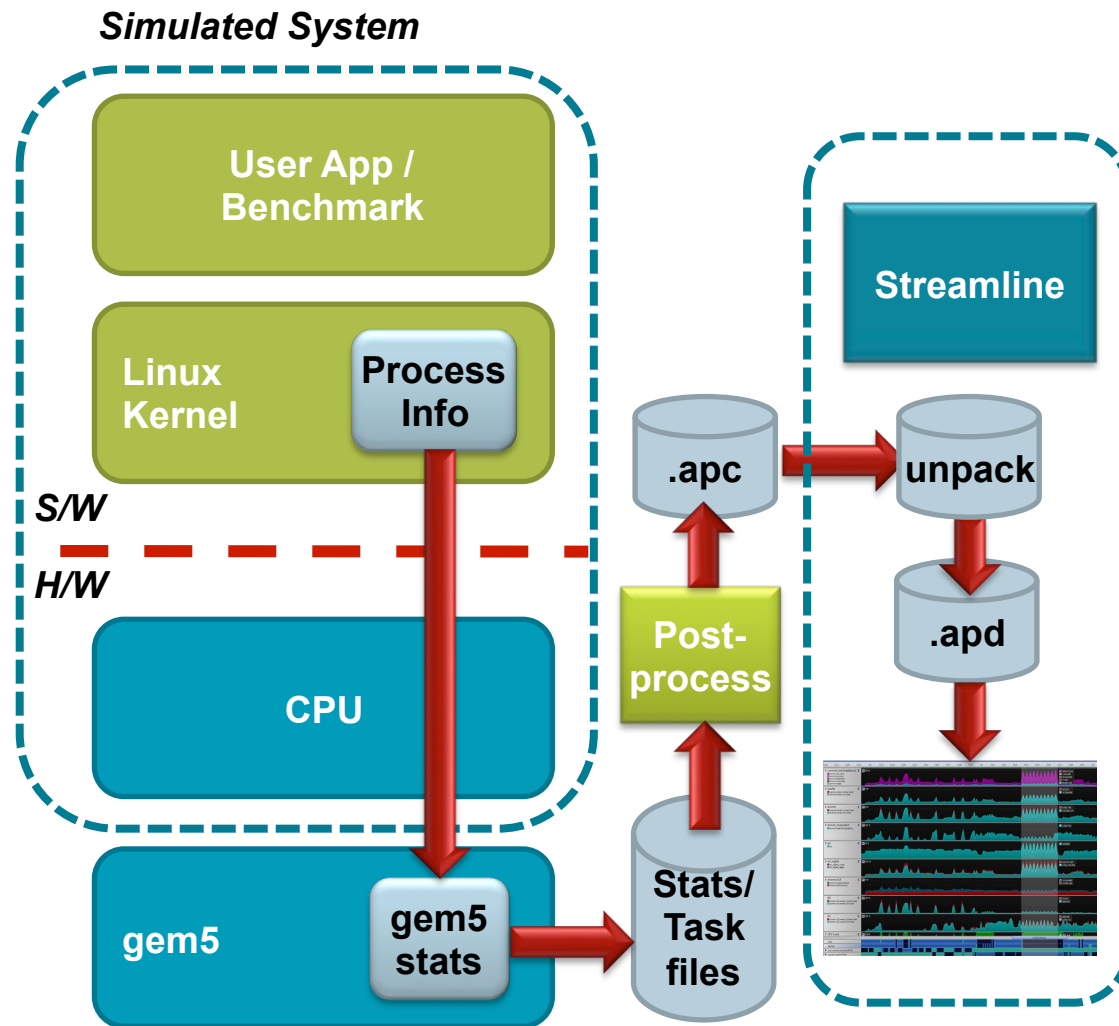 Simulated System
User App /
Benchmark
Linux
Kernel
Process
Info
S/W
H/W
CPU
gem5
gem5
stats
Stats/
Task
files
Post-
process
.apc
Streamline
unpack
.apd